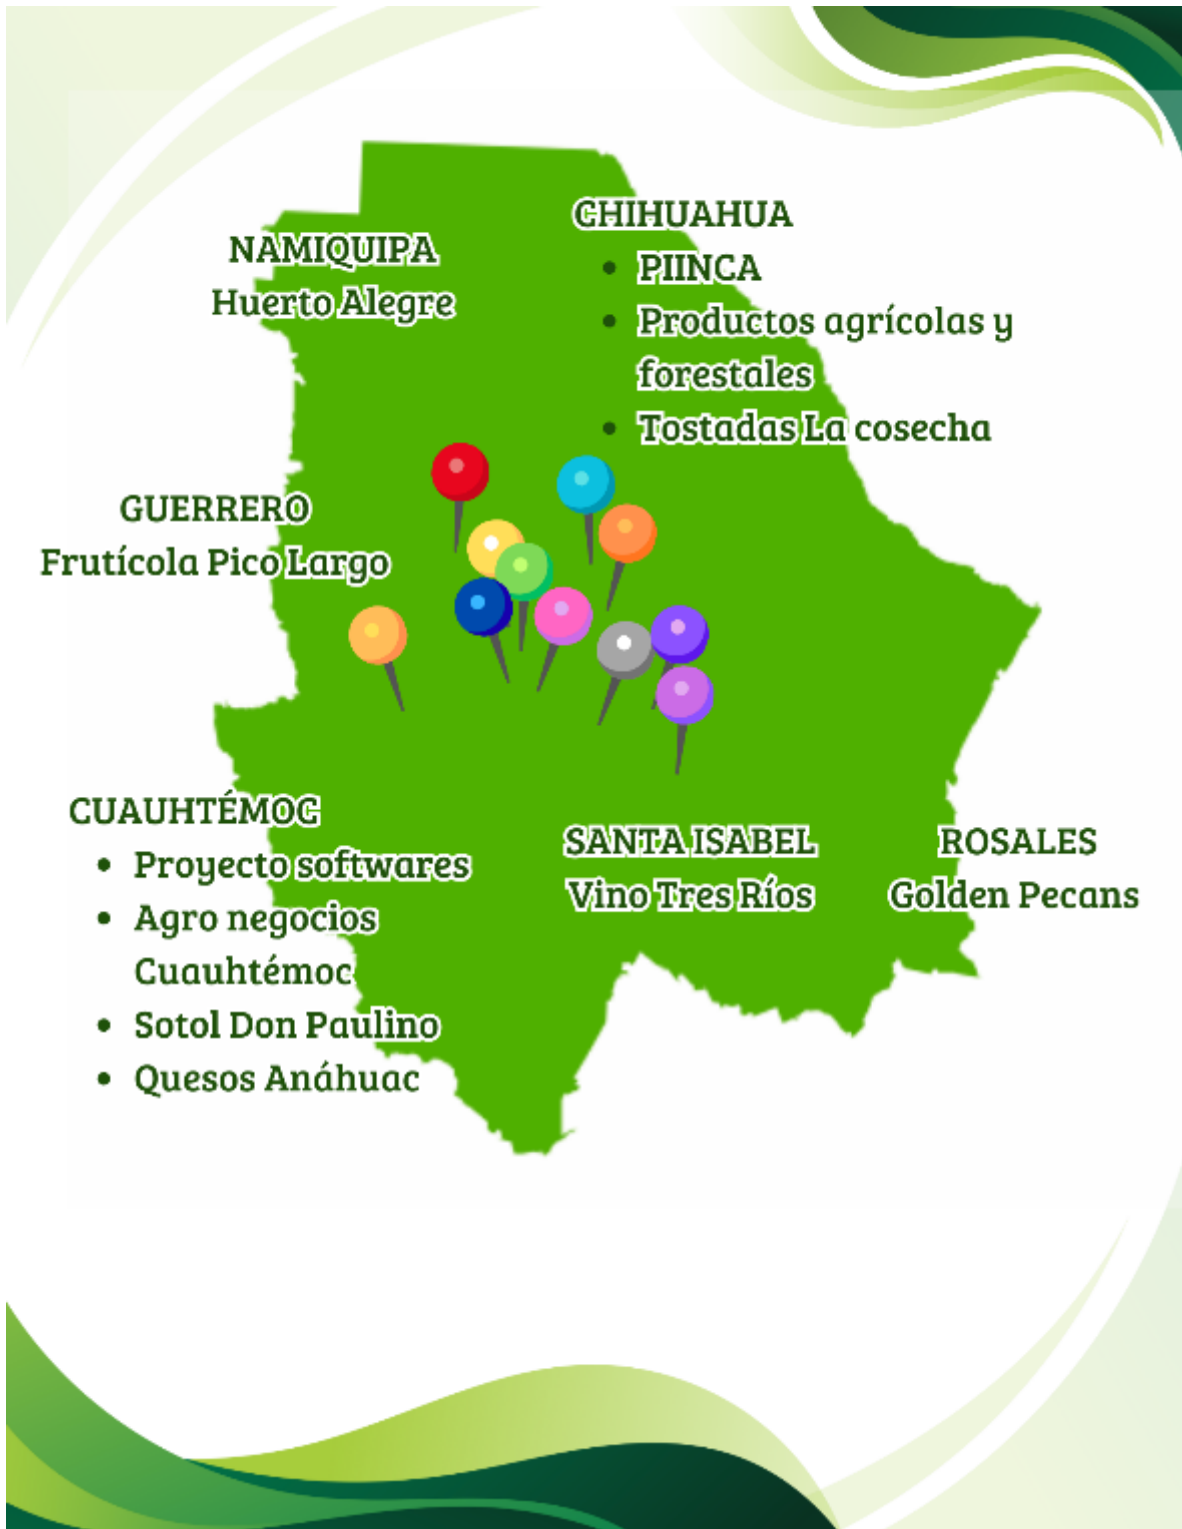 NAMIQUIPA
Huerto Alegre
CHIHUAHUA
• PIINCA
• Productos agrícolas y
forestales
• Tostadas La cosecha
GUERRERO
Frutícola Pico Largo
CUAUHTÉMOC
• Proyecto softwares
• Agro negocios
Cuauhtémoc
• Sotol Don Paulino
• Quesos Anáhuac
SANTA ISABEL
Vino Tres Ríos
ROSALES
Golden Pecans